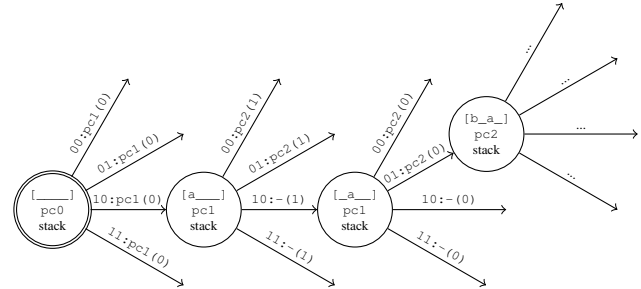 [____]
pc0
stack
00:pc1(0)
01:pc1(0)
10:pc1(0)
11:pc1(0)
[a___]
pc1
stack
00:pc2(1)
01:pc2(1)
10:-(1)
11:-(1)
[_a__]
pc1
stack
00:pc2(0)
01:pc2(0)
10:-(0)
11:-(0)
[b_a_]
pc2
stack
...
...
...
...